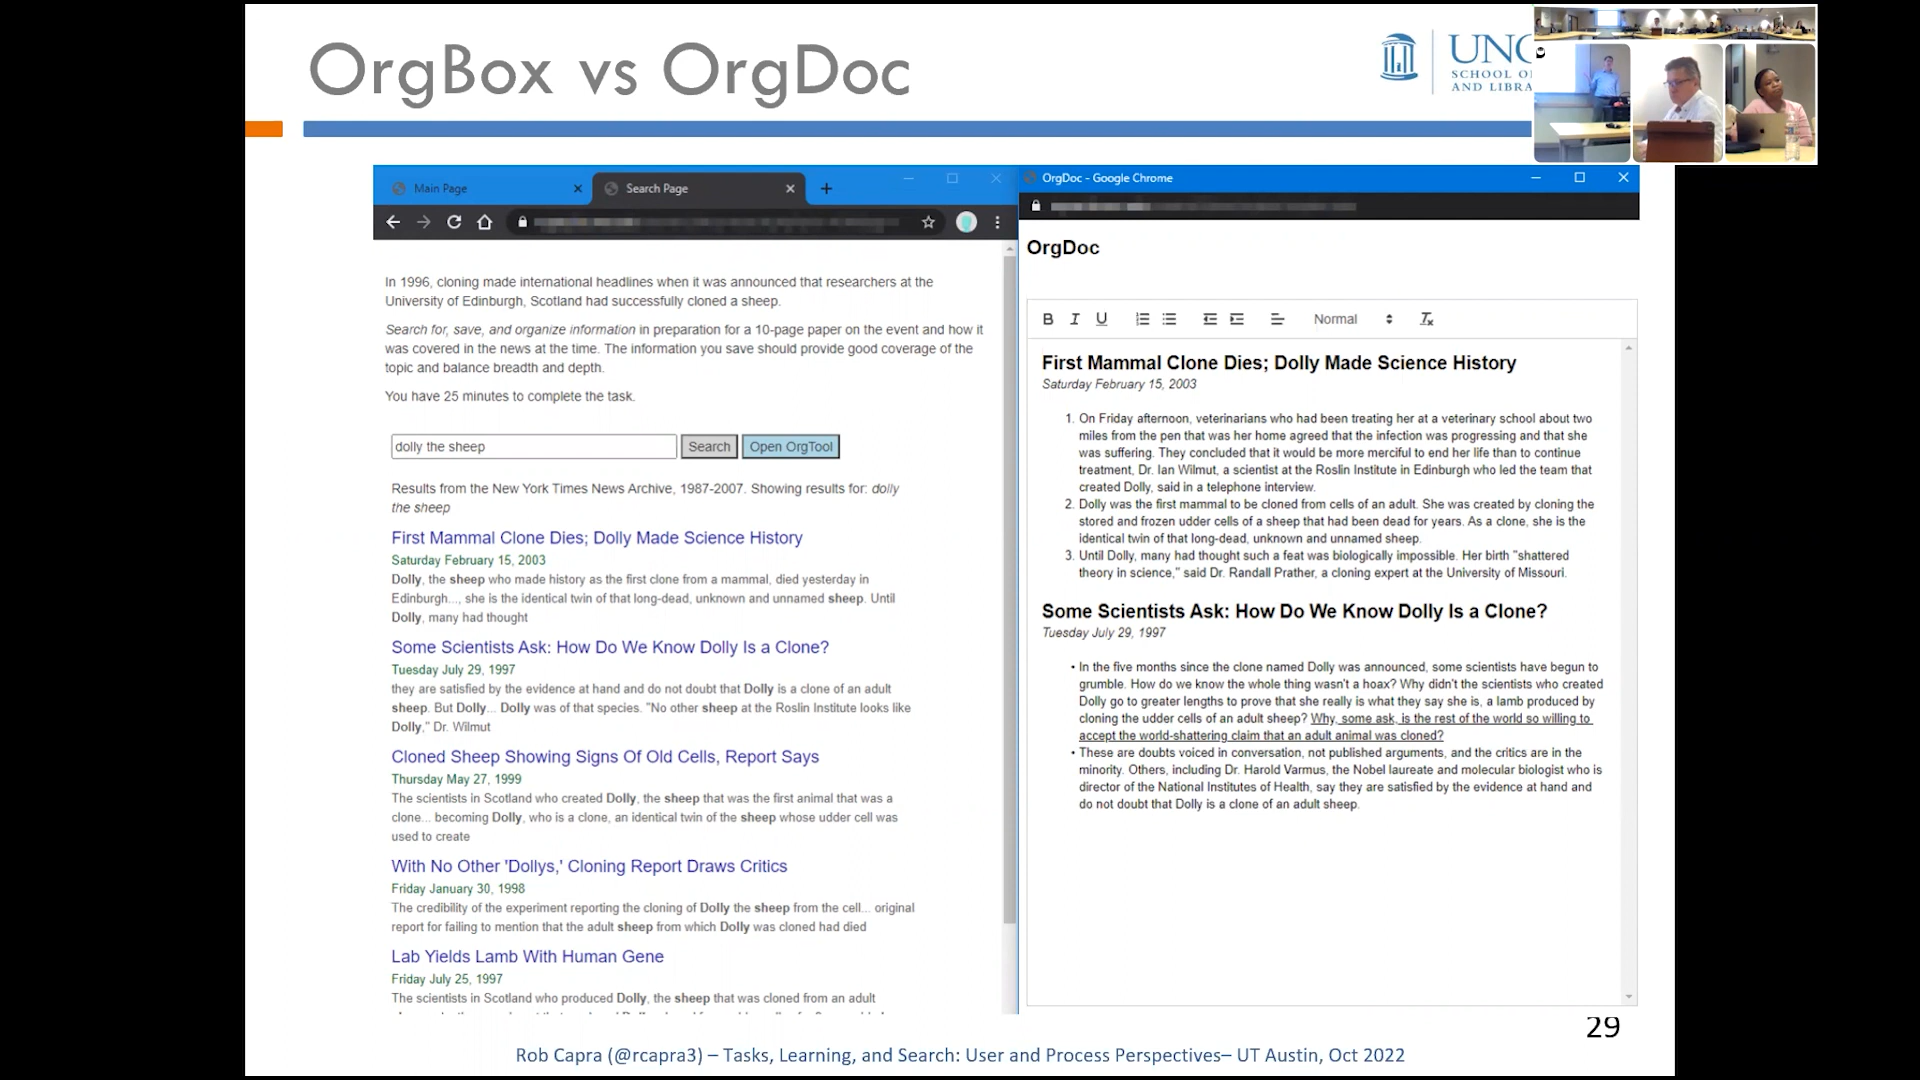 OrgBox vs OrgDoc
UNC
SCHOOL O
AND LIBRA
Main Page
Search Page
In 1996, cloning made international headlines when it was announced that researchers at the
University of Edinburgh, Scotland had successfully cloned a sheep.
Search for, save, and organize information in preparation for a 10-page paper on the event and how it
was covered in the news at the time. The information you save should provide good coverage of the
topic and balance breadth and depth.
You have 25 minutes to complete the task.
dolly the sheep
Search
Open OrgTool
Results from the New York Times News Archive, 1987-2007. Showing results for: dolly
the sheep
First Mammal Clone Dies; Dolly Made Science History
Saturday February 15, 2003
Dolly, the sheep who made history as the first clone from a mammal, died yesterday in
Edinburgh..., she is the identical twin of that long-dead, unknown and unnamed sheep. Until
Dolly, many had thought
Some Scientists Ask: How Do We Know Dolly Is a Clone?
Tuesday July 29, 1997
they are satisfied by the evidence at hand and do not doubt that Dolly is a clone of an adult
sheep. But Dolly... Dolly was of that species. "No other sheep at the Roslin Institute looks like
Dolly," Dr. Wilmut
Cloned Sheep Showing Signs Of Old Cells, Report Says
Thursday May 27, 1999
The scientists in Scotland who created Dolly, the sheep that was the first animal that was a
clone... becoming Dolly, who is a clone, an identical twin of the sheep whose udder cell was
used to create
With No Other 'Dollys,' Cloning Report Draws Critics
Friday January 30, 1998
The credibility of the experiment reporting the cloning of Dolly the sheep from the cell... original
report for failing to mention that the adult sheep from which Dolly was cloned had died
Lab Yields Lamb With Human Gene
Friday July 25, 1997
The scientists in Scotland who produced Dolly, the sheep that was cloned from an adult
OrgDoc - Google Chrome
OrgDoc
B I U
Normal
First Mammal Clone Dies; Dolly Made Science History
Saturday February 15, 2003
1. On Friday afternoon, veterinarians who had been treating her at a veterinary school about two
miles from the pen that was her home agreed that the infection was progressing and that she
was suffering. They concluded that it would be more merciful to end her life than to continue
treatment, Dr. Ian Wilmut, a scientist at the Roslin Institute in Edinburgh who led the team that
created Dolly, said in a telephone interview.
2. Dolly was the first mammal to be cloned from cells of an adult. She was created by cloning the
stored and frozen udder cells of a sheep that had been dead for years. As a clone, she is the
identical twin of that long-dead, unknown and unnamed sheep.
3. Until Dolly, many had thought such a feat was biologically impossible. Her birth "shattered
theory in science," said Dr. Randall Prather, a cloning expert at the University of Missouri.
Some Scientists Ask: How Do We Know Dolly Is a Clone?
Tuesday July 29, 1997
• In the five months since the clone named Dolly was announced, some scientists have begun to
grumble. How do we know the whole thing wasn't a hoax? Why didn't the scientists who created
Dolly go to greater lengths to prove that she really is what they say she is, a lamb produced by
cloning the udder cells of an adult sheep? Why, some ask, is the rest of the world so willing to
accept the world-shattering claim that an adult animal was cloned?
• These are doubts voiced in conversation, not published arguments, and the critics are in the
minority. Others, including Dr. Harold Varmus, the Nobel laureate and molecular biologist who is
director of the National Institutes of Health, say they are satisfied by the evidence at hand and
do not doubt that Dolly is a clone of an adult sheep.
29
Rob Capra (@rcapra3) – Tasks, Learning, and Search: User and Process Perspectives– UT Austin, Oct 2022